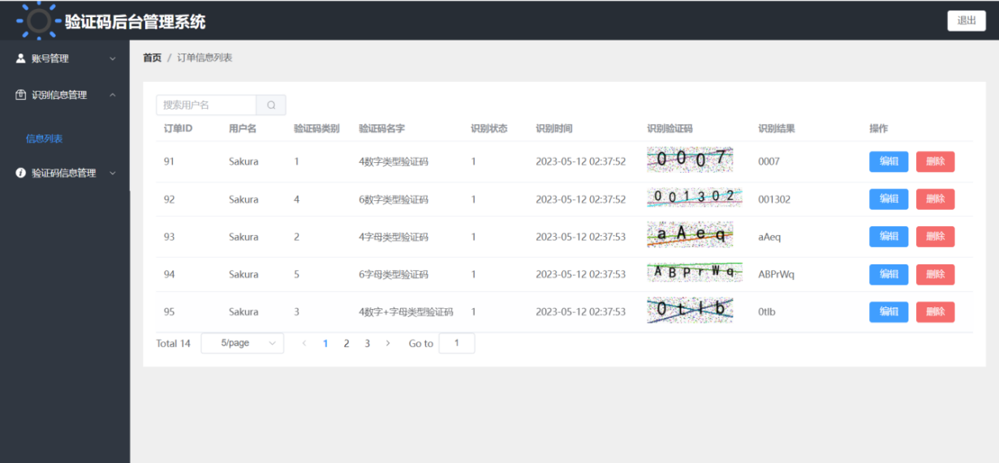 验证码后台管理系统
退出
账号管理
识别信息管理
信息列表
验证码信息管理
首页 / 订单信息列表
搜索用户名
订单ID 用户名 验证码类别 验证码名字 识别状态 识别时间 识别验证码 识别结果 操作
91 Sakura 1 4数字类型验证码 1 2023-05-12 02:37:52 0007 0007 编辑 删除
92 Sakura 4 6数字类型验证码 1 2023-05-12 02:37:52 001302 001302 编辑 删除
93 Sakura 2 4字母类型验证码 1 2023-05-12 02:37:53 aAeq aAeq 编辑 删除
94 Sakura 5 6字母类型验证码 1 2023-05-12 02:37:53 ABPrWq ABPrWq 编辑 删除
95 Sakura 3 4数字+字母类型验证码 1 2023-05-12 02:37:53 0tlb 0tlb 编辑 删除
Total 14 5/page 1 2 3 Go to 1